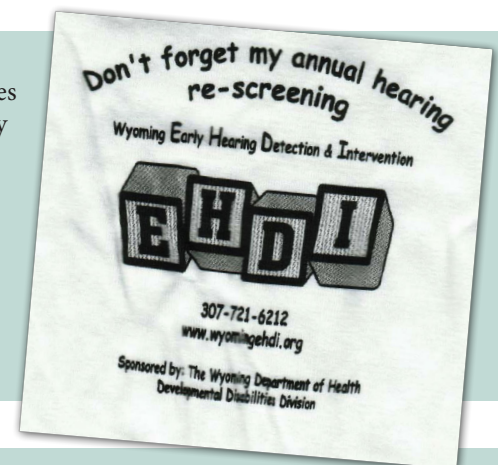 es
y
Don't forget my annual hearing
re-screening
Wyoming Early Hearing Detection & Intervention
EHDI
307-721-6212
www.wyomingehdi.org
Sponsored by: The Wyoming Department of Health
Developmental Disabilities Division